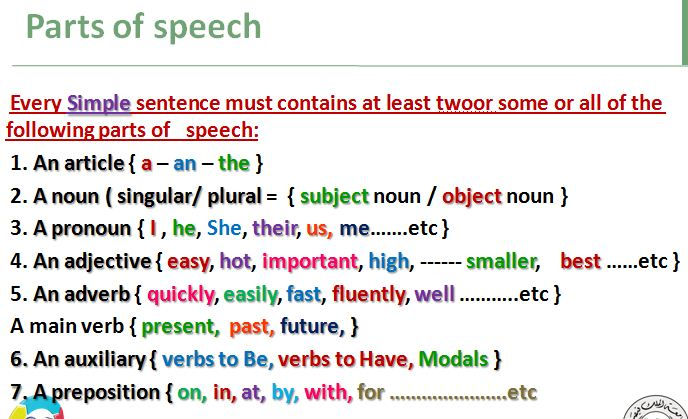 Parts of speech
Every Simple sentence must contains at least twoor some or all of the
following parts of speech:
1. An article { a – an – the }
2. A noun ( singular/ plural = { subject noun / object noun }
3. A pronoun { I , he, She, their, us, me.......etc }
4. An adjective { easy, hot, important, high, ------ smaller, best ......etc }
5. An adverb { quickly, easily, fast, fluently, well ...........etc }
A main verb { present, past, future, }
6. An auxiliary { verbs to Be, verbs to Have, Modals }
7. A preposition { on, in, at, by, with, for ......................etc